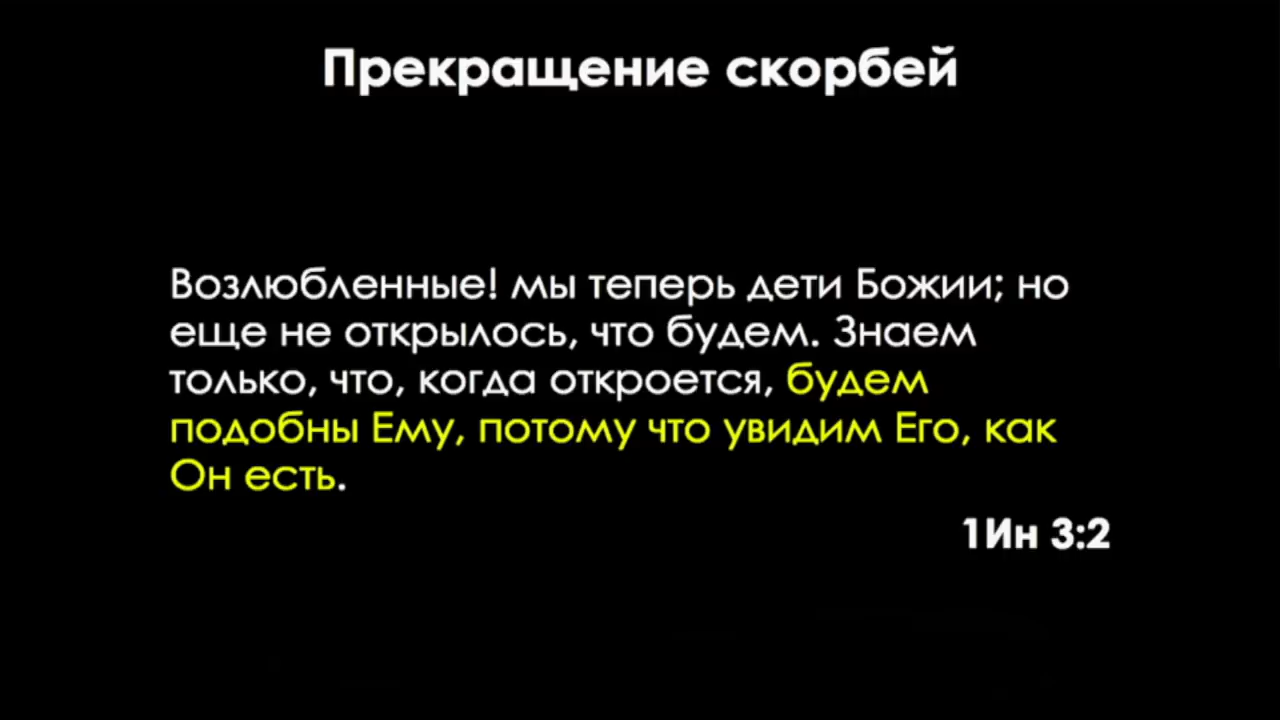 Прекращение скорбей
Возлюбленные! мы теперь дети Божии; но
еще не открылось, что будем. Знаем
только, что, когда откроется, будем
подобны Ему, потому что увидим Его, как
Он есть.
1Ин 3:2